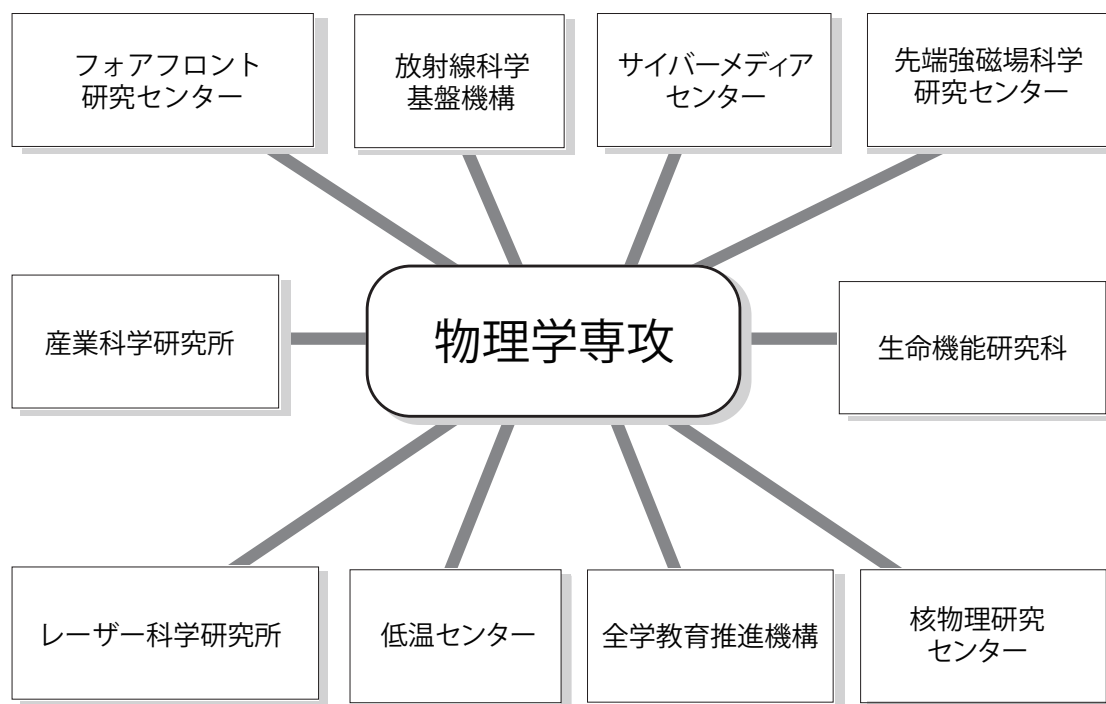 フォアフロント
研究センター
放射線科学
基盤機構
サイバーメディア
センター
先端強磁場科学
研究センター
産業科学研究所
物理学専攻
生命機能研究科
レーザー科学研究所
低温センター
全学教育推進機構
核物理研究
センター